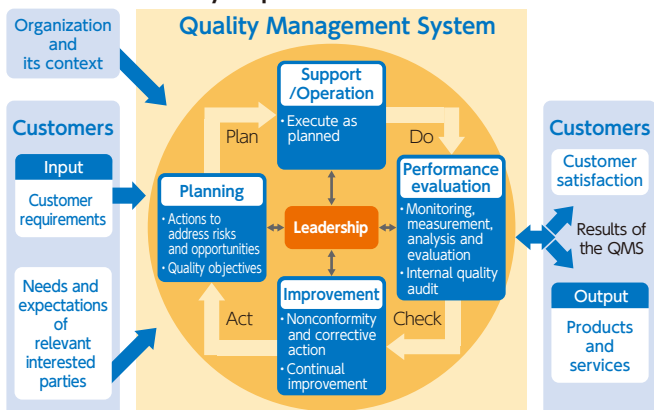 Quality Management System
Organization
and
its context
Customers
Input
Customer
requirements
Needs and
expectations
of
relevant
interested
parties
Plan
Support
/Operation
・Execute as
planned
Do
Planning
・Actions to
address risks
and opportunities
・Quality objectives
Leadership
Performance
evaluation
・Monitoring,
measurement,
analysis and
evaluation
・Internal quality
audit
Act
Improvement
・Nonconformity
and corrective
action
・Continual
improvement
Check
Customers
Customer
satisfaction
Results of
the QMS
Output
Products
and
services